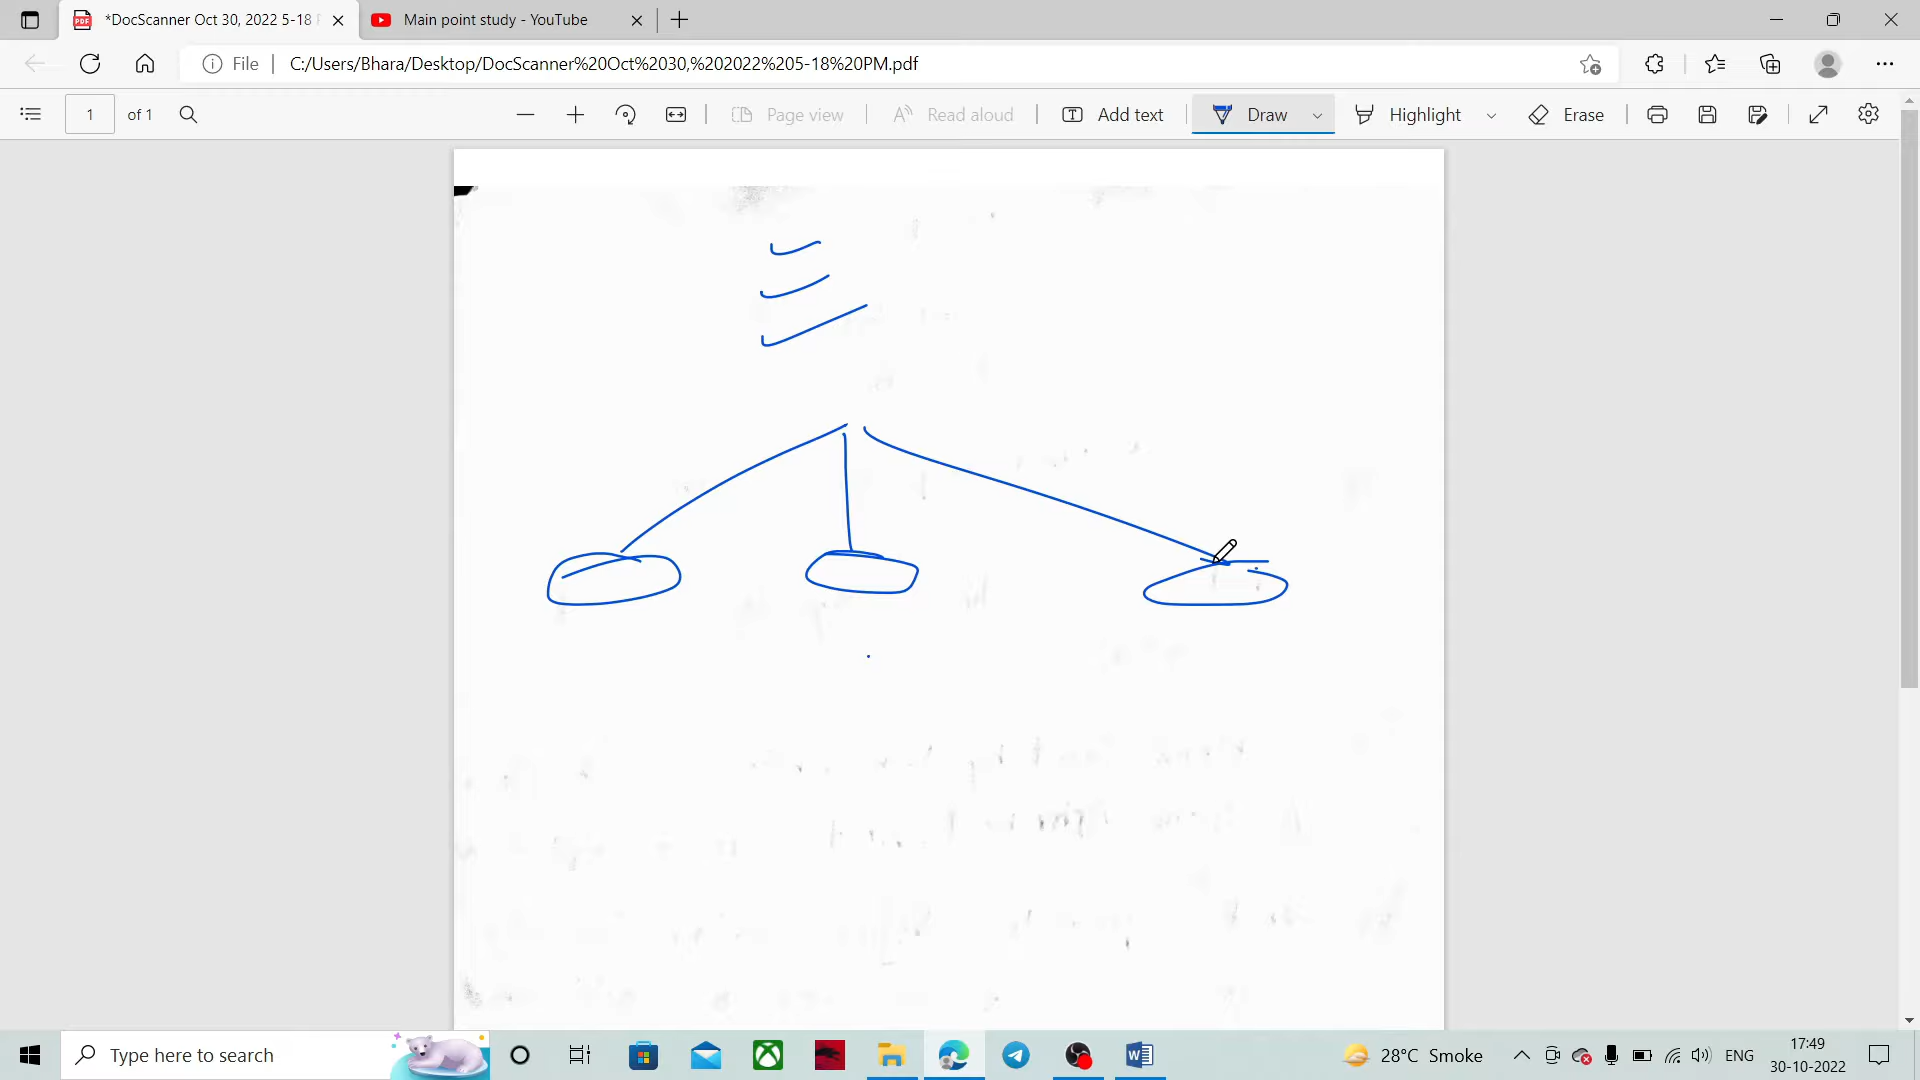 *DocScanner Oct 30, 2022 5-18
Main point study - YouTube
File
C:/Users/Bhara/Desktop/DocScanner%20Oct%2030,%202022%205-18%20PM.pdf
1 of 1
Page view
Read aloud
Add text
Draw
Highlight
Erase
Type here to search
28°C Smoke
ENG
17:49
30-10-2022